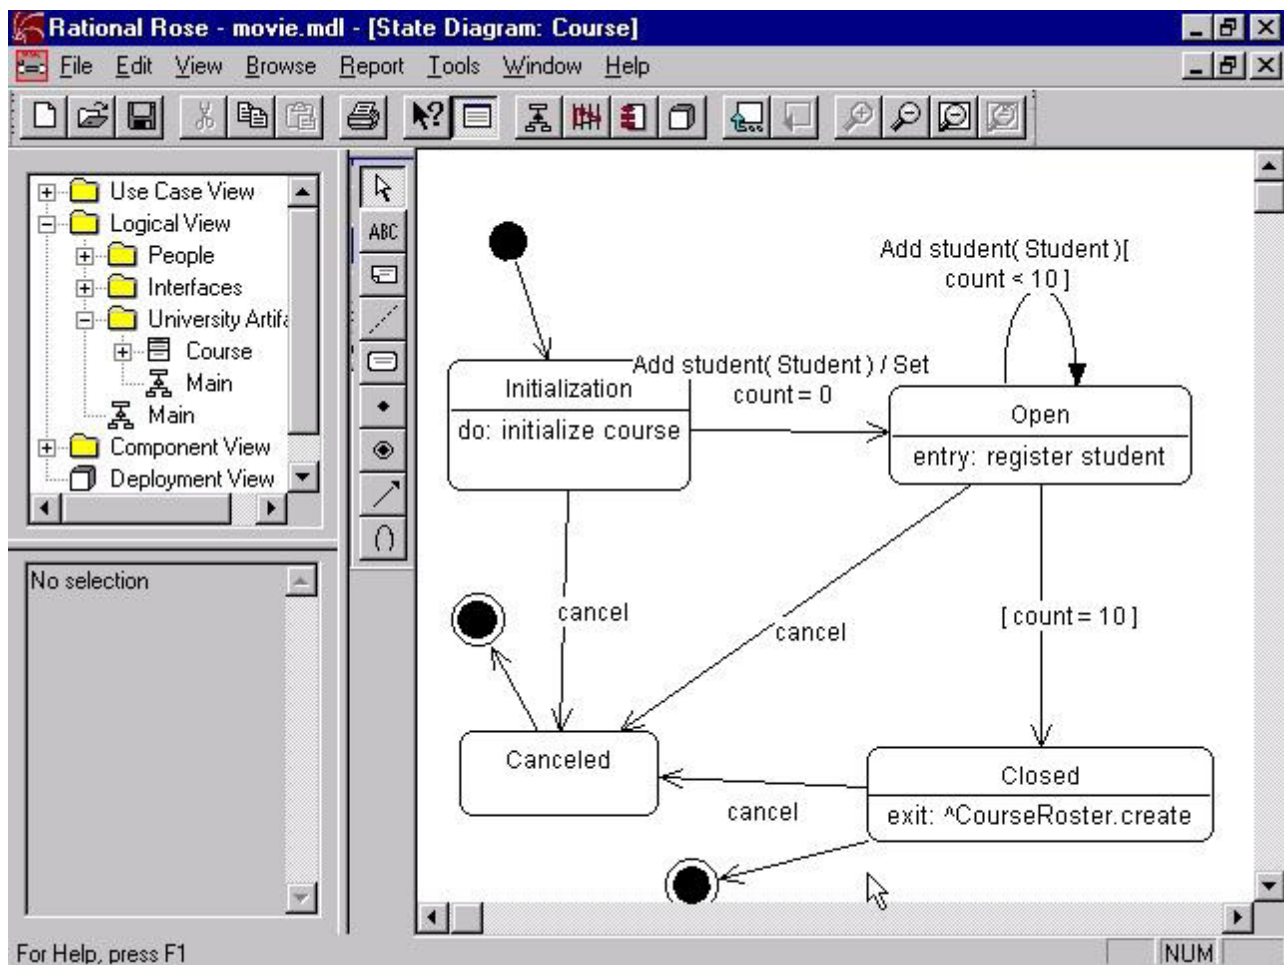 Rational Rose - movie.mdl - [State Diagram: Course]
File Edit View Browse Report Tools Window Help
Use Case View
Logical View
People
Interfaces
University Artifa
Course
Main
Main
Component View
Deployment View
No selection
ABC
Add student( Student )[
count < 10 ]
Add student( Student ) / Set
count = 0
Initialization
do: initialize course
Open
entry: register student
cancel
cancel
[ count = 10 ]
Canceled
cancel
Closed
exit: ^CourseRoster.create
For Help, press F1
NUM